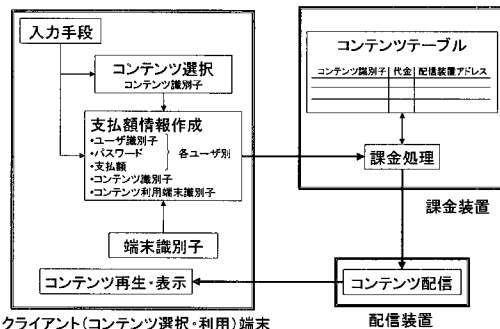 入力手段
コンテンツ選択
コンテンツ識別子
支払額情報作成
・ユーザ識別子
・パスワード
・支払額
各ユーザ別
・コンテンツ識別子
・コンテンツ利用端末識別子
端末識別子
コンテンツ再生・表示
クライアント(コンテンツ選択・利用)端末
コンテンツテーブル
コンテンツ識別子 代金 配信装置アドレス
課金処理
課金装置
コンテンツ配信
配信装置